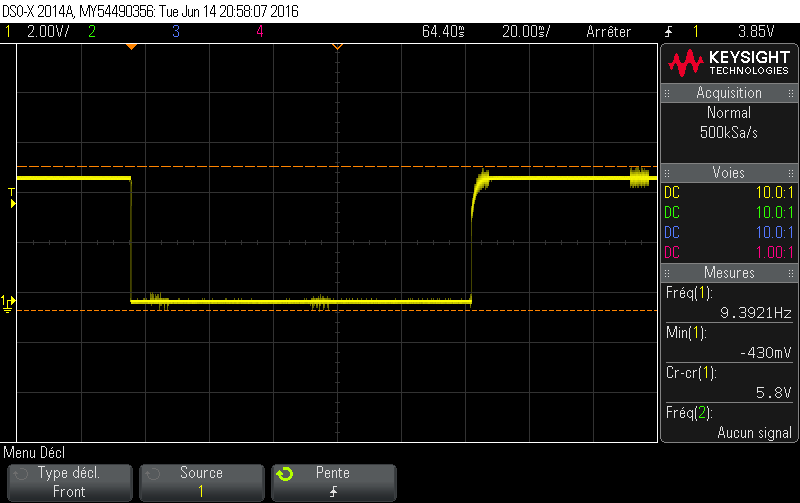 DSO-X 2014A, MY54490356: Tue Jun 14 20:58:07 2016
1 2.00V/ 2 3 4 64.40s 20.00s/ Arrêter 1 3.85V
KEYSIGHT
TECHNOLOGIES
Acquisition
Normal
500kSa/s
Voies
DC 10.0:1
DC 10.0:1
DC 10.0:1
DC 1.00:1
Mesures
Fréq(1):
9.3921Hz
Min(1):
-430mV
Cr-cr(1):
5.8V
Fréq(2):
Aucun signal
T
1
Menu Décl
Type décl.
Front
Source
1
Pente